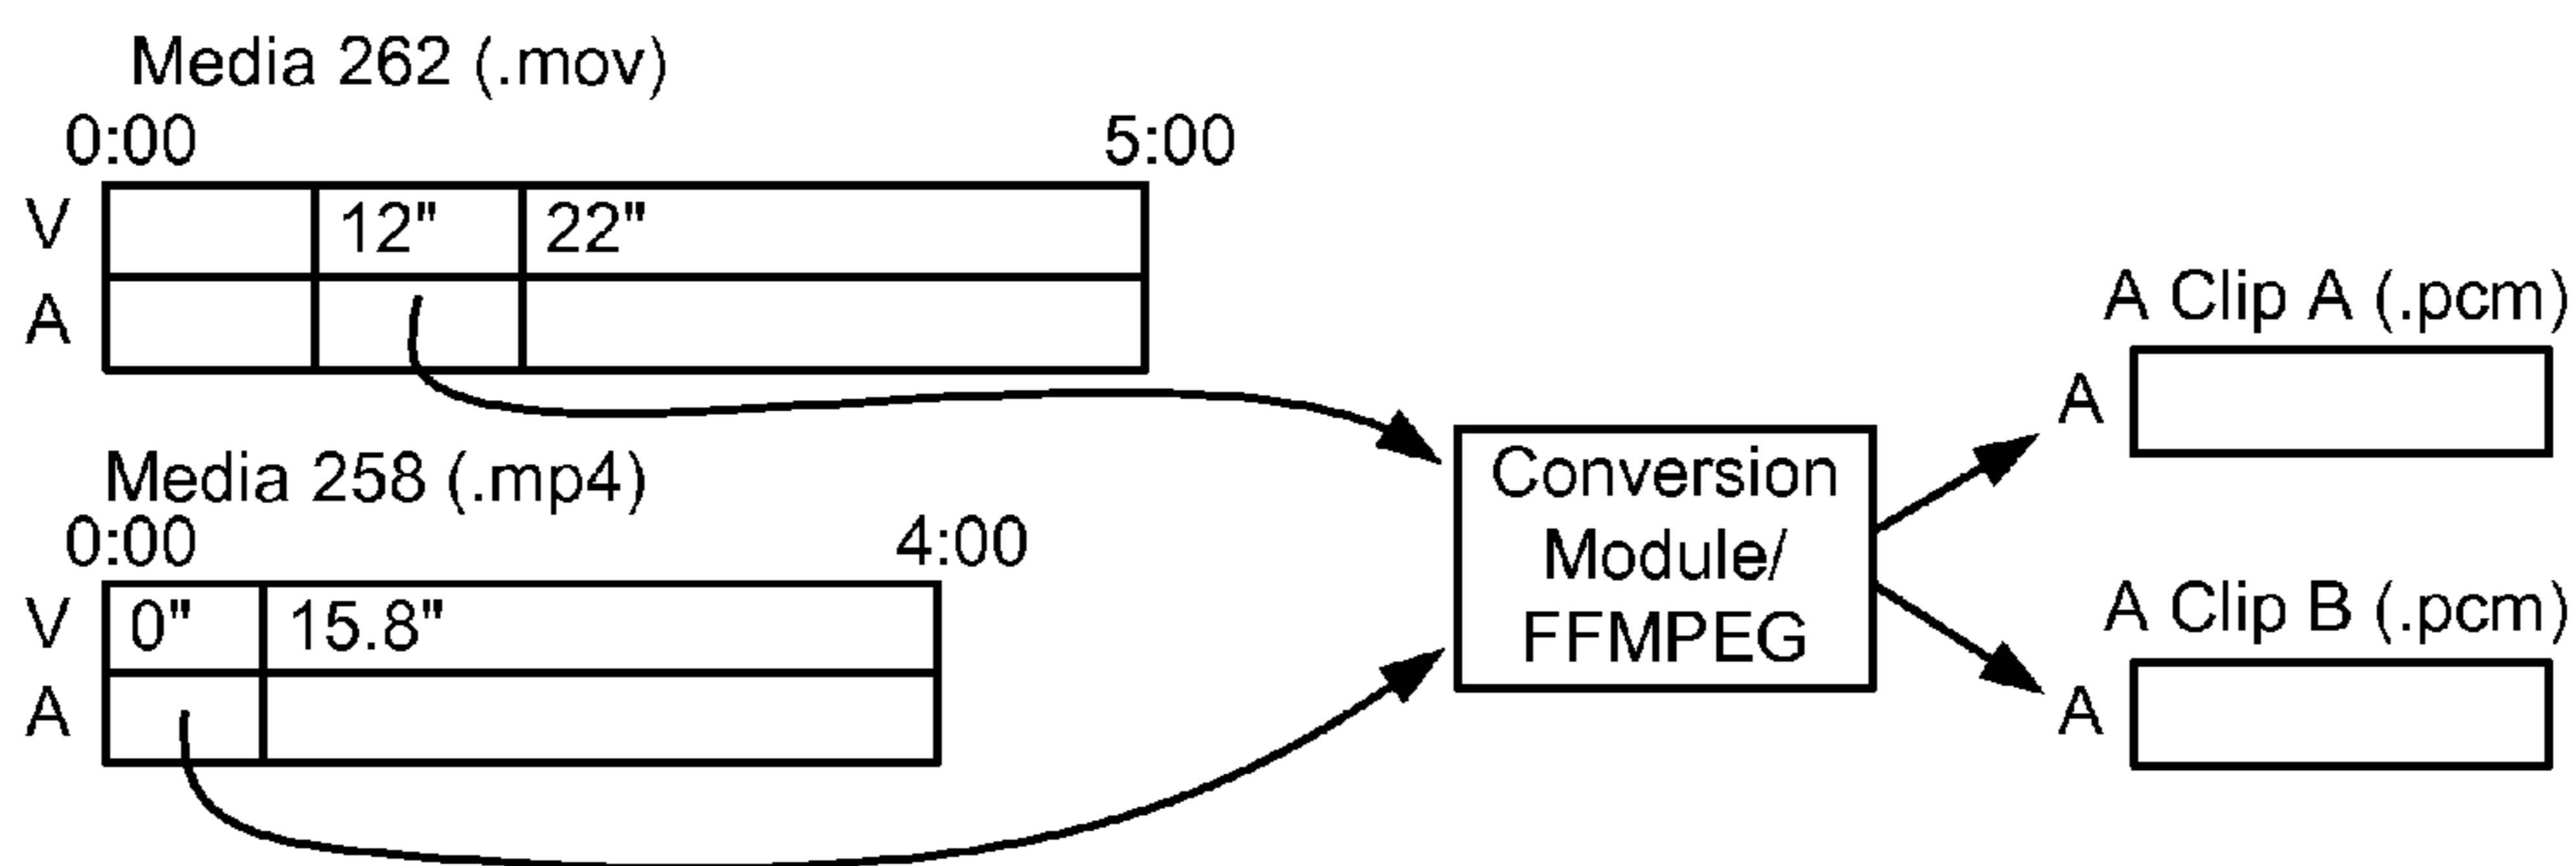 Media 262 (.mov)
0:00 5:00
V 12" 22"
A
Media 258 (.mp4)
0:00 4:00
V 0" 15.8"
A
Conversion
Module/
FFMPEG
A Clip A (.pcm)
A
A Clip B (.pcm)
A